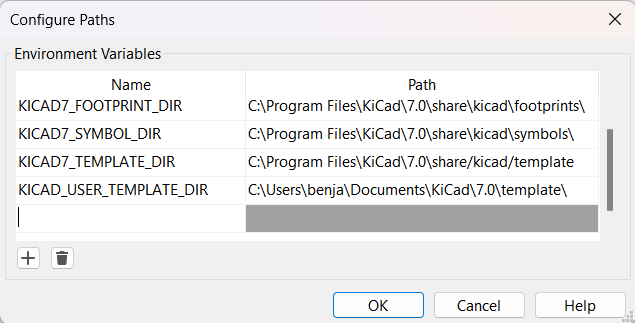 Configure Paths
Environment Variables
Name Path
KICAD7_FOOTPRINT_DIR C:\Program Files\KiCad\7.0\share\kicad\footprints\
KICAD7_SYMBOL_DIR C:\Program Files\KiCad\7.0\share\kicad\symbols\
KICAD7_TEMPLATE_DIR C:\Program Files\KiCad\7.0\share/kicad/template
KICAD_USER_TEMPLATE_DIR C:\Users\benja\Documents\KiCad\7.0\template\
OK Cancel Help